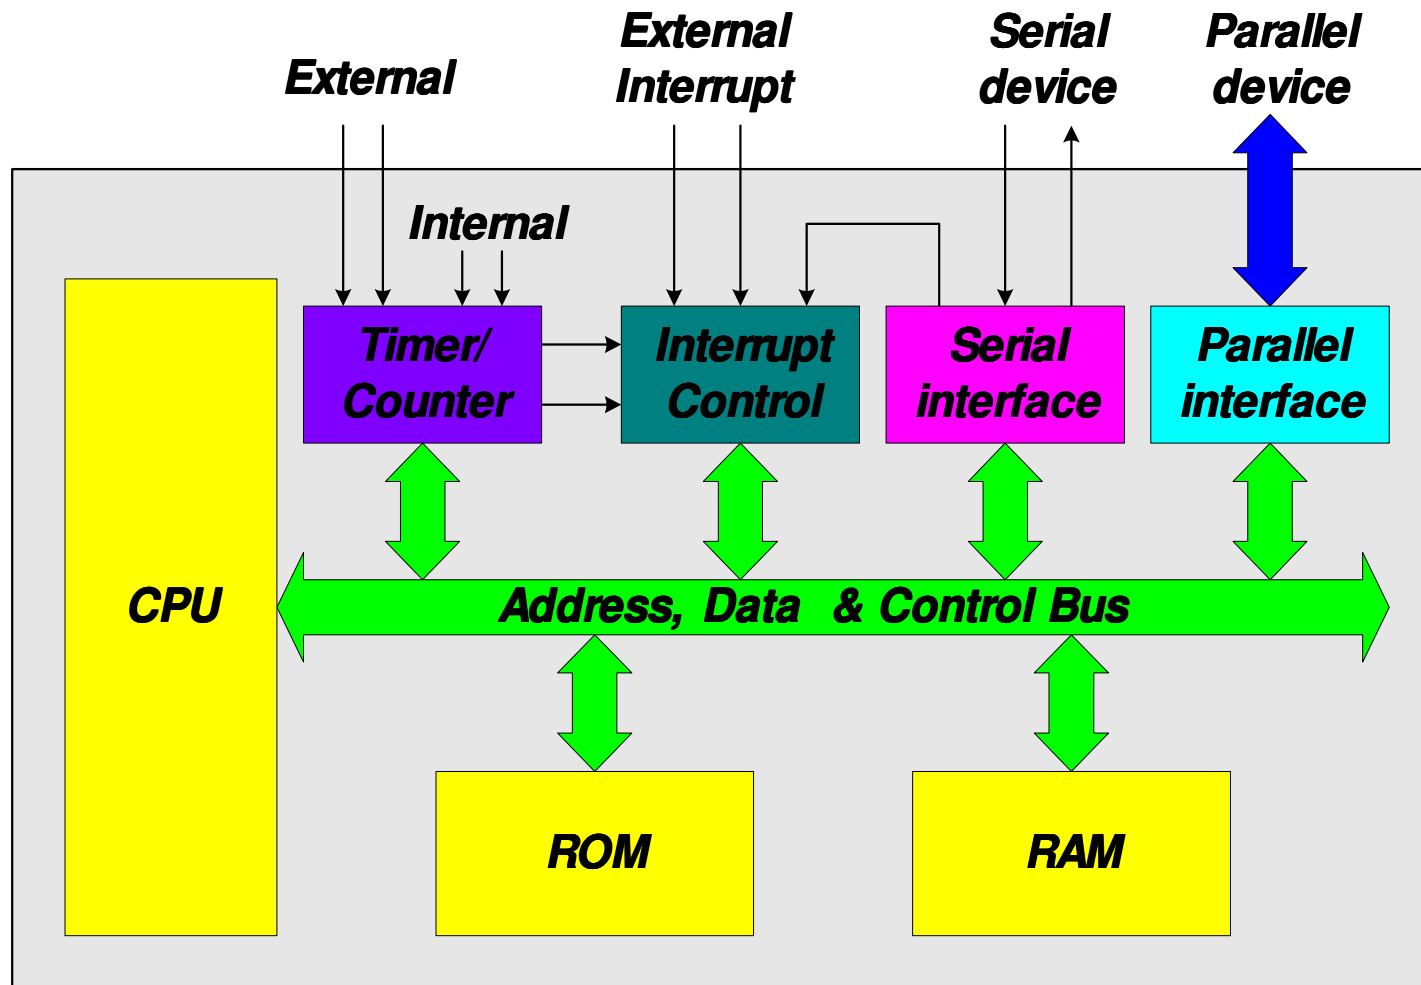 External
External
Interrupt
Serial
device
Parallel
device
Internal
Timer/
Counter
Interrupt
Control
Serial
interface
Parallel
interface
CPU
Address, Data & Control Bus
ROM
RAM